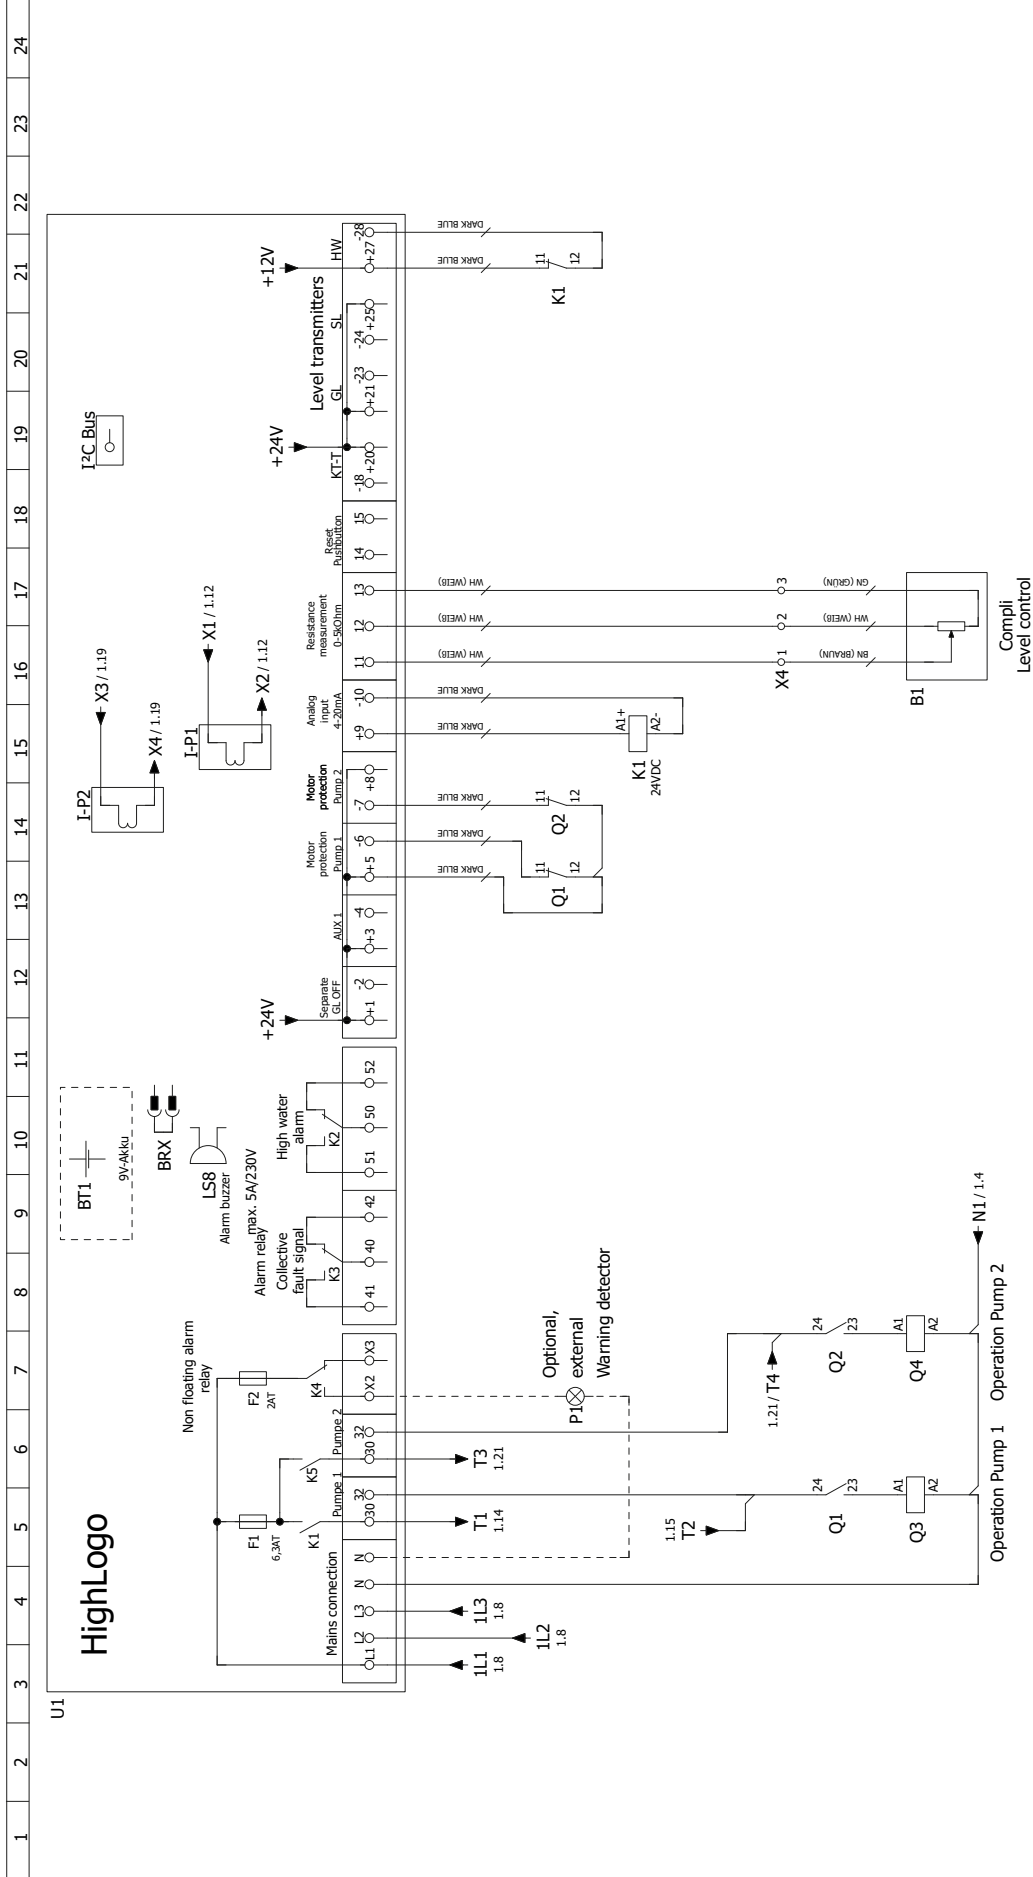 1
2
3
4
5
6
7
8
9
10
11
12
13
14
15
16
17
18
19
20
21
22
23
24
U1
HighLogo
BT1
9V-Akku
BRX
LS8
Alarm buzzer
I-P2
X3 / 1.19
X4 / 1.19
I-P1
X1 / 1.12
X2 / 1.12
I²C Bus
Non floating alarm
relay
F1
6,3AT
F2
2AT
K1
K5
K4
Alarm relay max. 5A/230V
Collective
fault signal
K3
High water
alarm
K2
+24V
+24V
+12V
Mains connection
Pumpe 1
Pumpe 2
Separate
GL OFF
AUX 1
Motor
protection
Pump 1
Motor
protection
Pump 2
Analog
input
4-20mA
Resistance
measurement
0-5kOhm
Reset
Pushbutton
Level transmitters
KT-T
GL
SL
HW
L1
L2
L3
N
N
30
32
30
32
X2
X3
41
40
42
51
50
52
+1
-2
+3
-4
+5
-6
-7
+8
+9
-10
11
12
13
14
15
-18
+20
+21
-23
-24
+25
+27
-28
1L1
1.8
1L2
1.8
1L3
1.8
T1
1.14
T3
1.21
DARK BLUE
DARK BLUE
DARK BLUE
DARK BLUE
DARK BLUE
WH (WEIß)
WH (WEIß)
WH (WEIß)
DARK BLUE
DARK BLUE
P1
Optional,
external
Warning detector
Q1
11
12
Q2
11
12
K1
24VDC
A1+
A2-
K1
11
12
T2
1.15
1.21 / T4
X4
1
2
3
BN (BRAUN)
WH (WEIß)
GN (GRÜN)
Q1
24
23
Q2
24
23
Q3
A1
A2
Q4
A1
A2
N1 / 1.4
B1
Operation Pump 1
Operation Pump 2
Compli
Level control